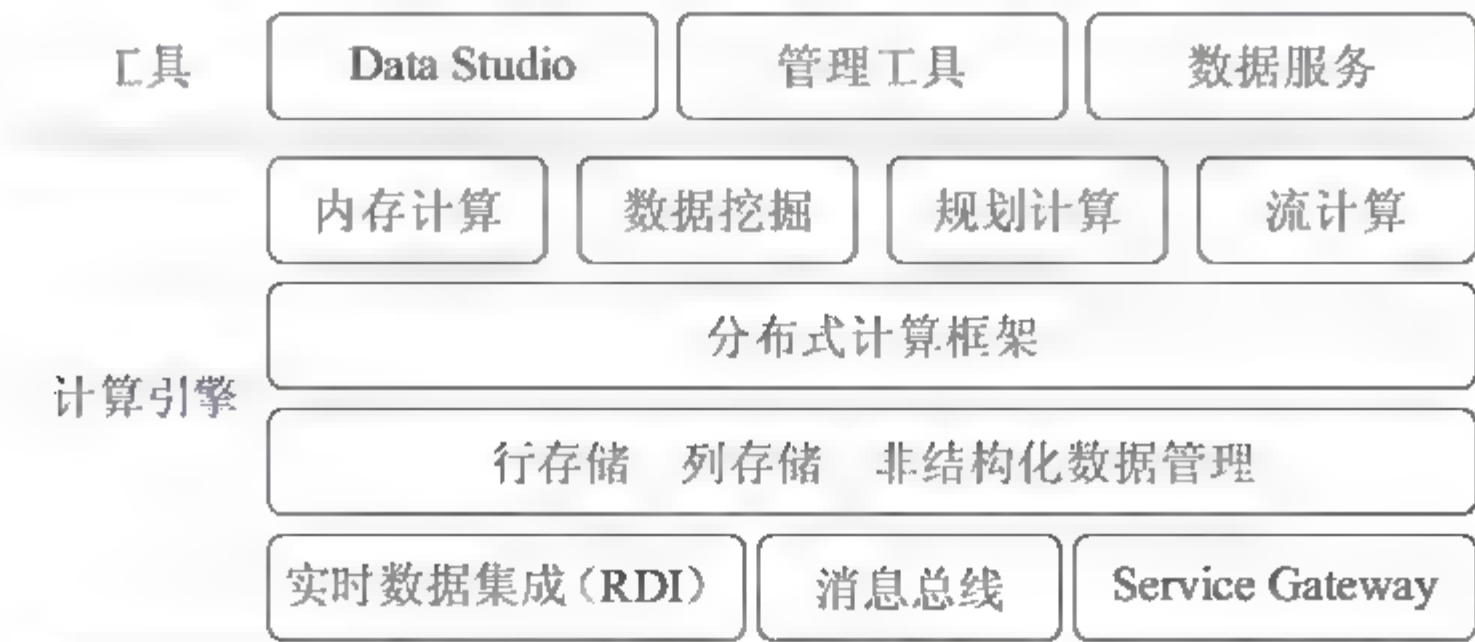 工具 Data Studio 管理工具 数据服务
内存计算 数据挖掘 规划计算 流计算
分布式计算框架
计算引擎
行存储 列存储 非结构化数据管理
实时数据集成（RDI） 消息总线 Service Gateway